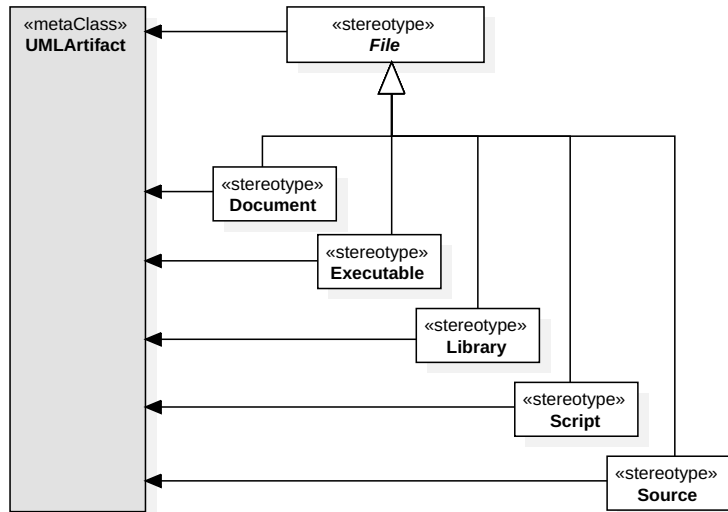 «metaClass»
UMLArtifact
«stereotype»
File
«stereotype»
Document
«stereotype»
Executable
«stereotype»
Library
«stereotype»
Script
«stereotype»
Source